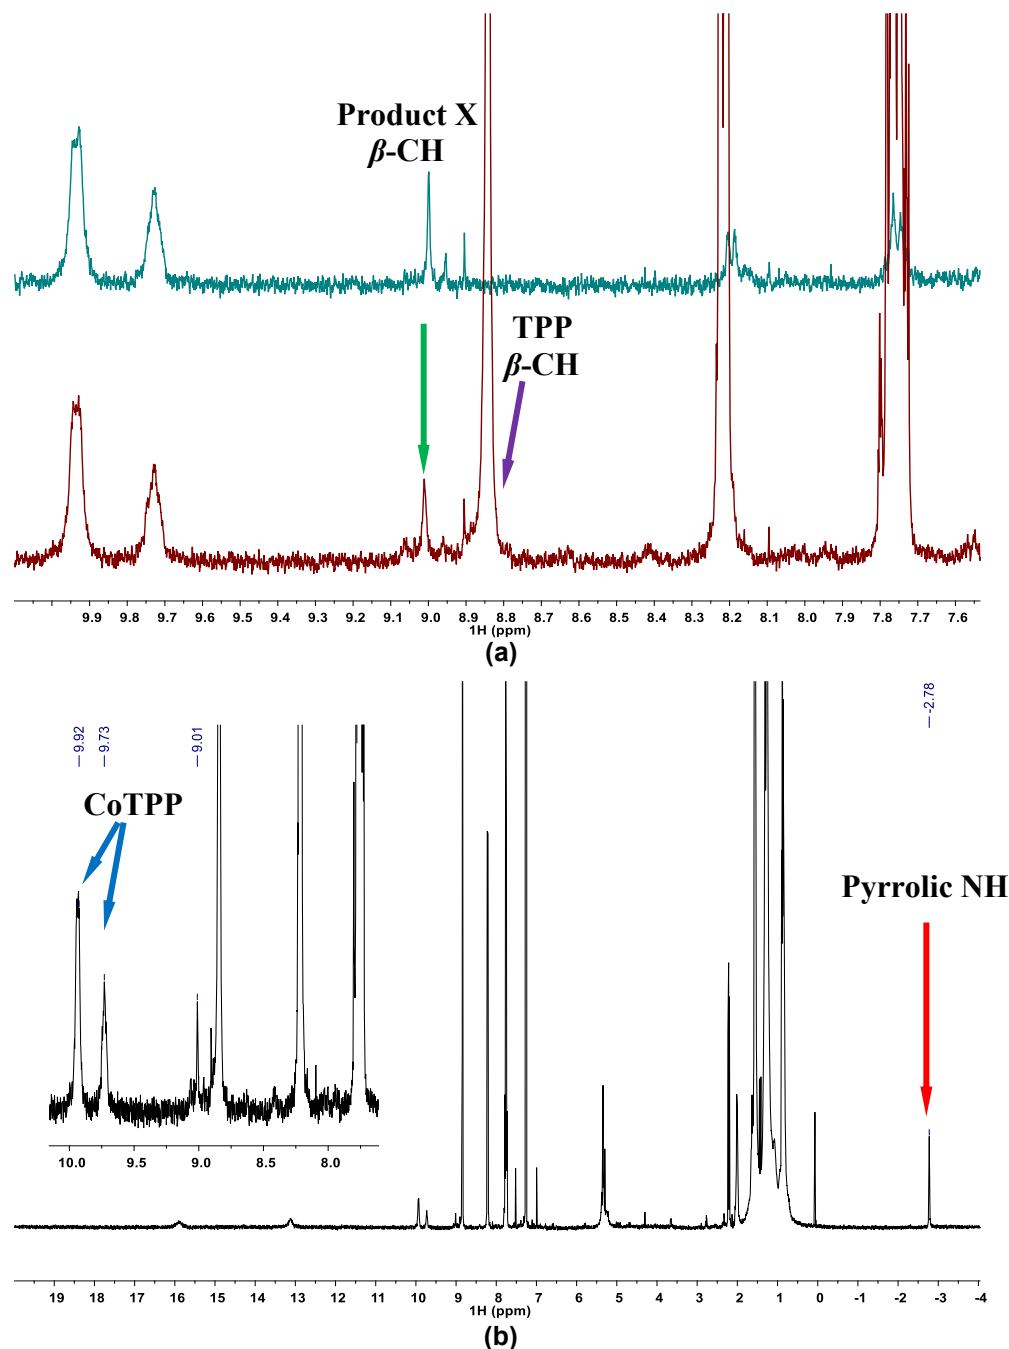 Product X
β-CH
TPP
β-CH
9.9 9.8 9.7 9.6 9.5 9.4 9.3 9.2 9.1 9.0 8.9 8.8 8.7 8.6 8.5 8.4 8.3 8.2 8.1 8.0 7.9 7.8 7.7 7.6
1H (ppm)
(a)
9.92
9.73
9.01
-2.78
CoTPP
Pyrrolic NH
10.0 9.5 9.0 8.5 8.0
19 18 17 16 15 14 13 12 11 10 9 8 7 6 5 4 3 2 1 0 -1 -2 -3 -4
1H (ppm)
(b)